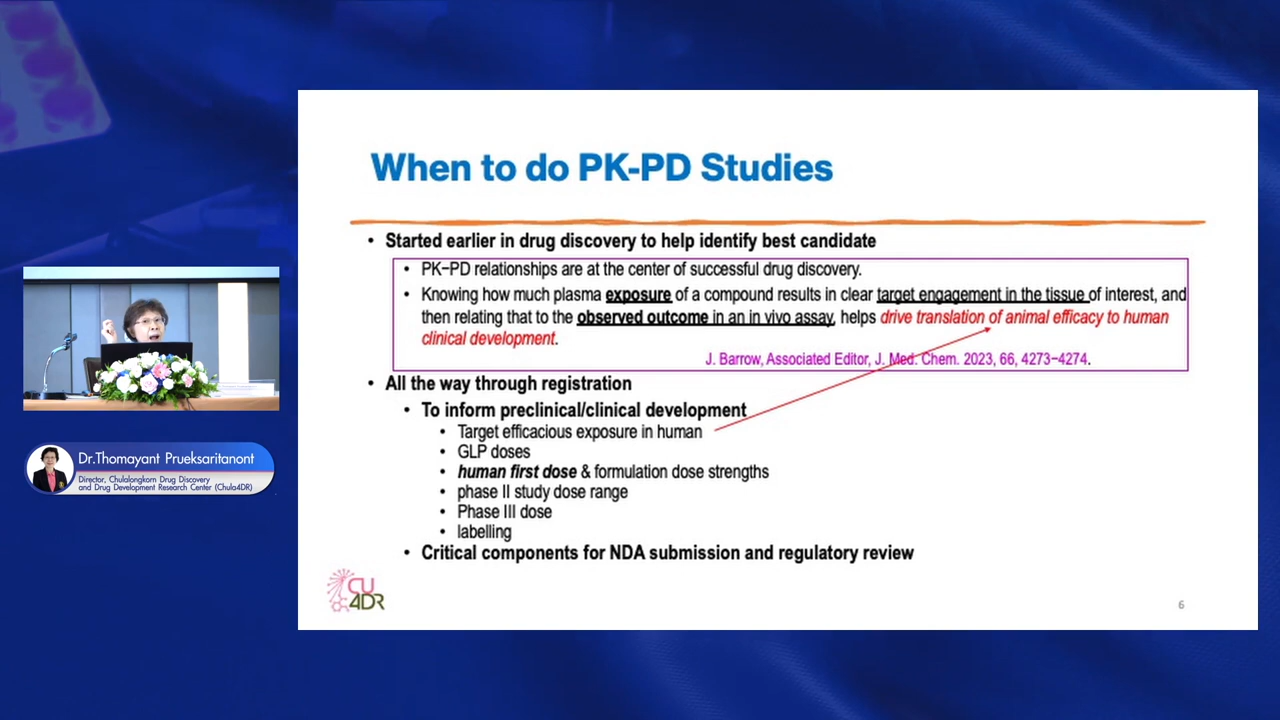 When to do PK-PD Studies
• Started earlier in drug discovery to help identify best candidate
• PK−PD relationships are at the center of successful drug discovery.
• Knowing how much plasma exposure of a compound results in clear target engagement in the tissue of interest, and
then relating that to the observed outcome in an in vivo assay, helps drive translation of animal efficacy to human
clinical development.
J. Barrow, Associated Editor, J. Med. Chem. 2023, 66, 4273−4274.
• All the way through registration
• To inform preclinical/clinical development
• Target efficacious exposure in human
• GLP doses
• human first dose & formulation dose strengths
• phase II study dose range
• Phase III dose
• labelling
• Critical components for NDA submission and regulatory review
CU
4DR
6
Dr.Thomayant Prueksaritanont
Director, Chulalongkorn Drug Discovery
and Drug Development Research Center (Chula4DR)